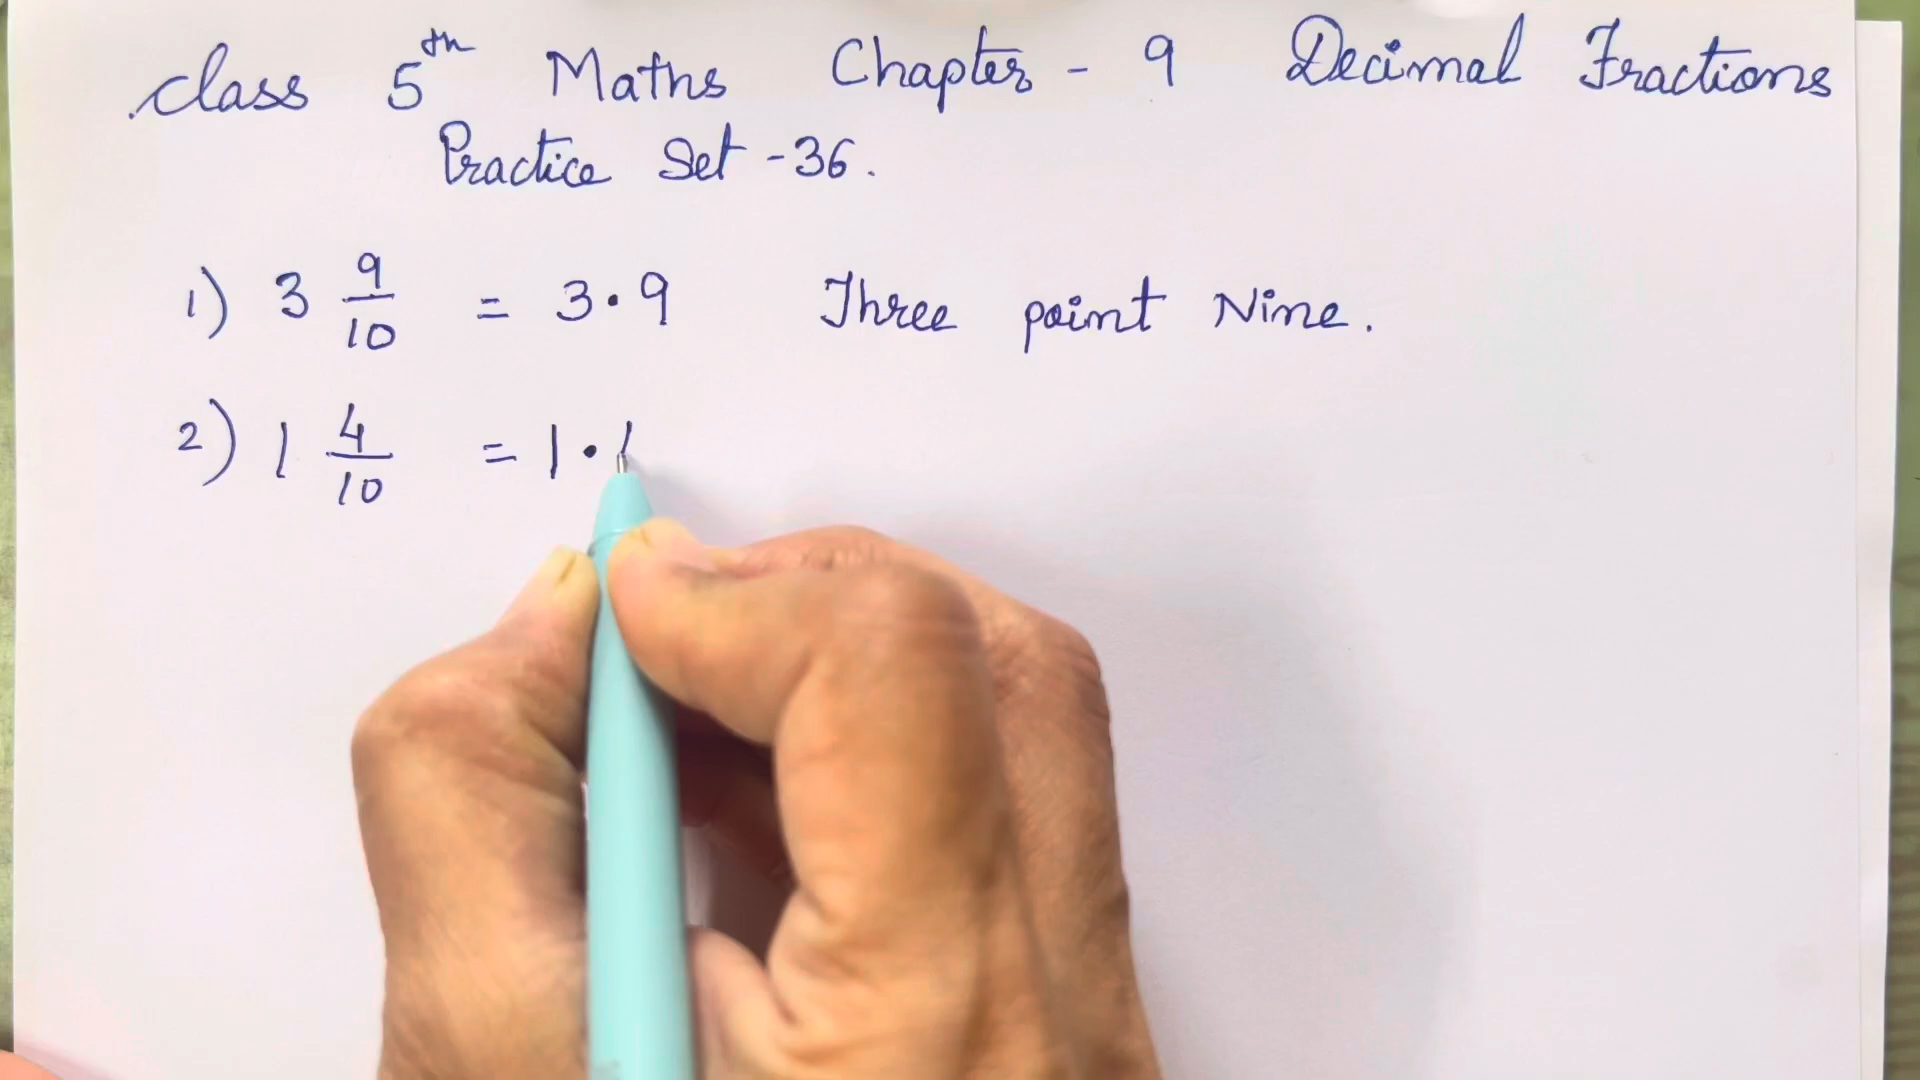 class 5th Maths Chapter - 9 Decimal Fractions
Practice Set - 36.
1) 3 9/10 = 3.9 Three point Nine.
2) 1 4/10 = 1.